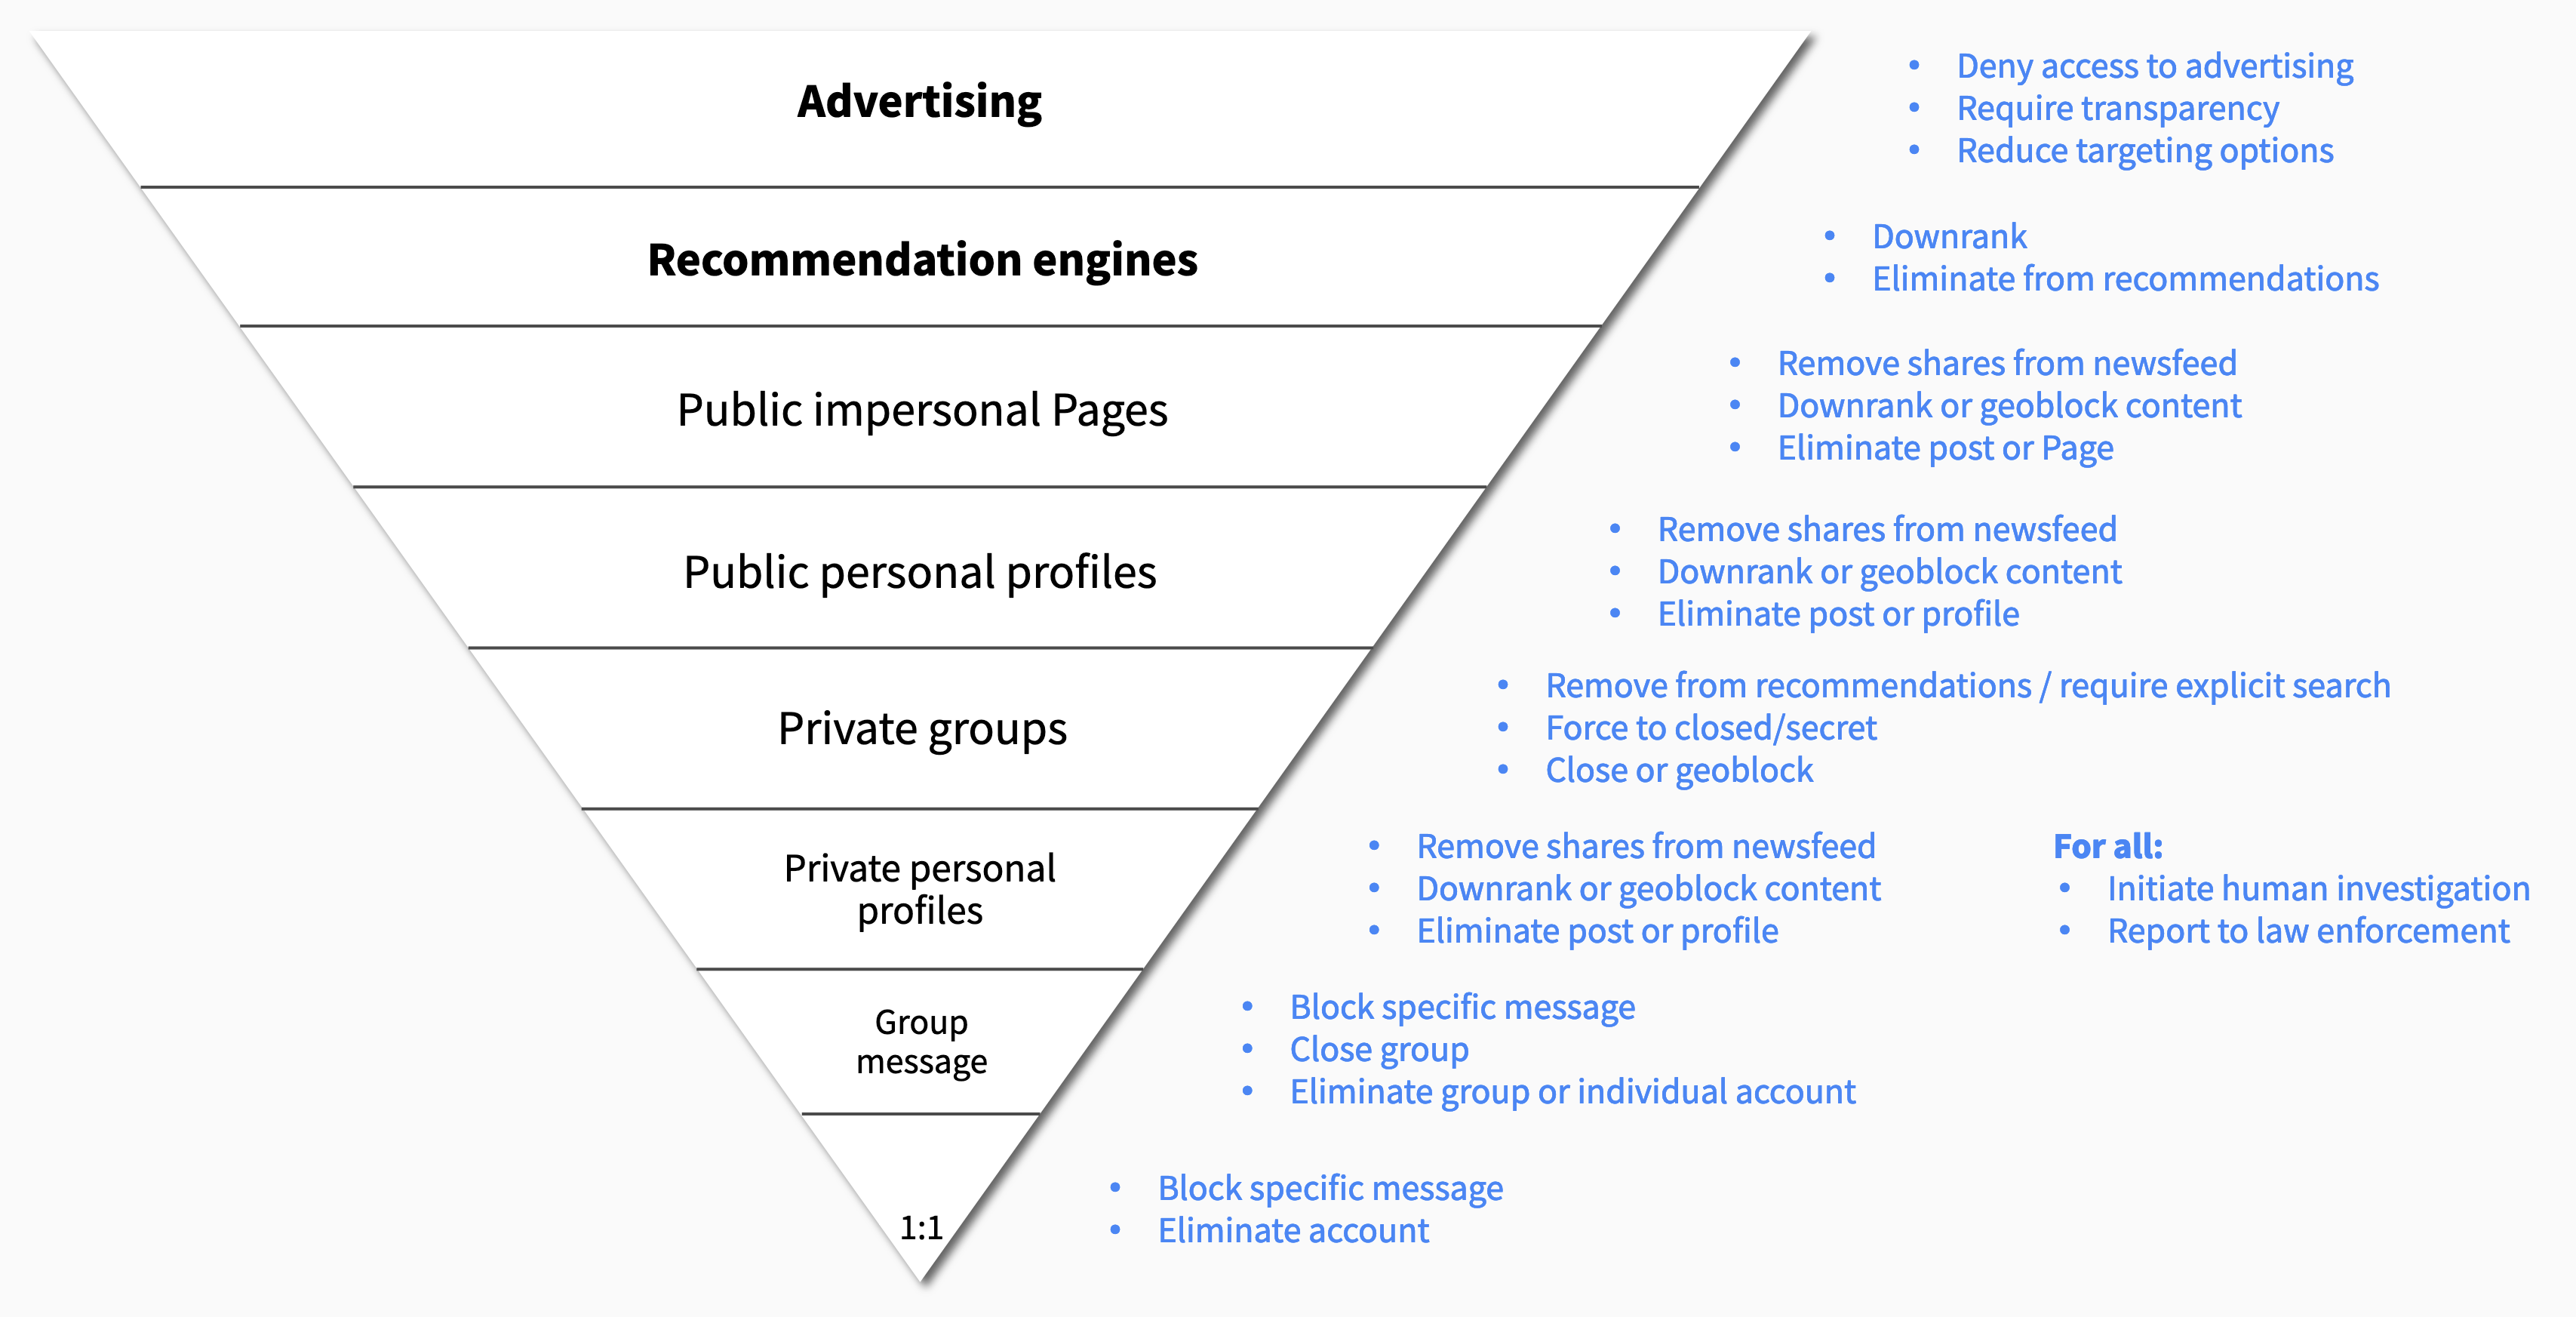 Advertising
• Deny access to advertising
• Require transparency
• Reduce targeting options
Recommendation engines
• Downrank
• Eliminate from recommendations
Public impersonal Pages
• Remove shares from newsfeed
• Downrank or geoblock content
• Eliminate post or Page
Public personal profiles
• Remove shares from newsfeed
• Downrank or geoblock content
• Eliminate post or profile
Private groups
• Remove from recommendations / require explicit search
• Force to closed/secret
• Close or geoblock
Private personal
profiles
• Remove shares from newsfeed
• Downrank or geoblock content
• Eliminate post or profile
For all:
• Initiate human investigation
• Report to law enforcement
Group
message
• Block specific message
• Close group
• Eliminate group or individual account
1:1
• Block specific message
• Eliminate account